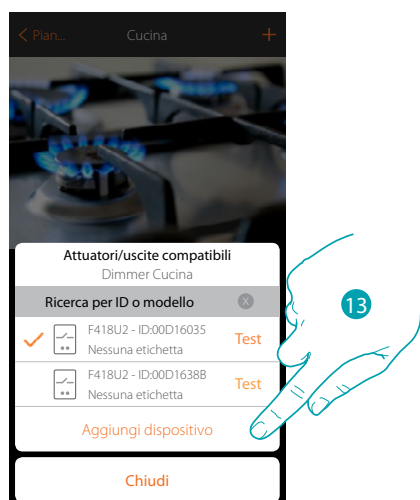 Pian...
Cucina
+
Attuatori/uscite compatibili
Dimmer Cucina
Ricerca per ID o modello
X
F418U2 - ID:00D16035
Nessuna etichetta
Test
F418U2 - ID:00D1638B
Nessuna etichetta
Test
Aggiungi dispositivo
Chiudi
13